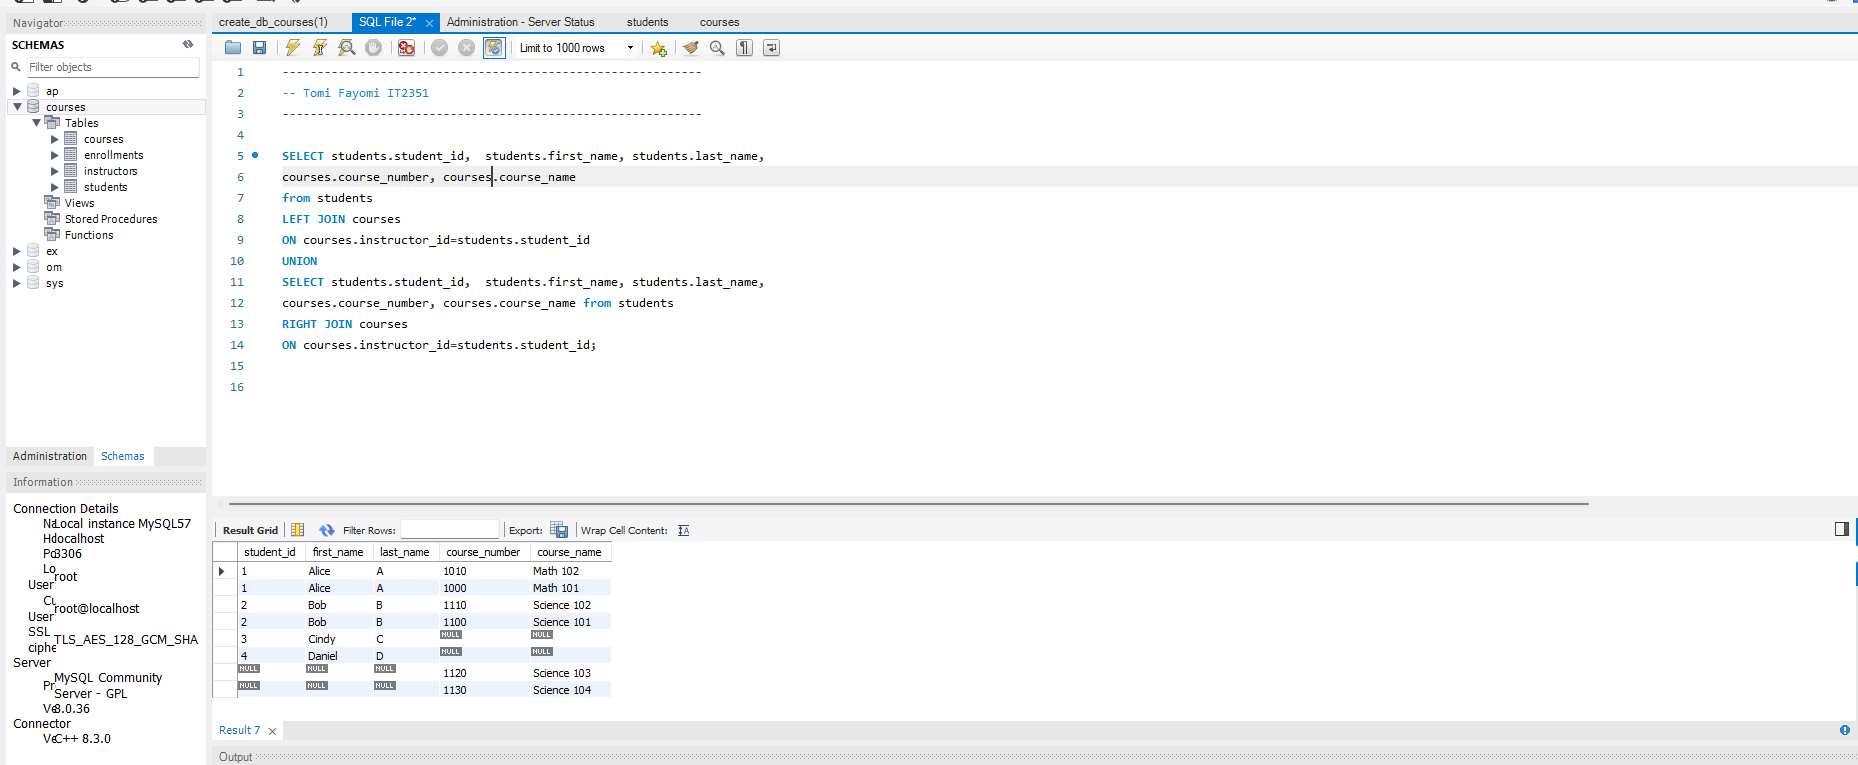 Navigator
SCHEMAS
Filter objects
ap
courses
Tables
courses
enrollments
instructors
students
Views
Stored Procedures
Functions
ex
om
sys
Administration Schemas
Information
Connection Details
Local instance MySQL57
localhost
3306
root
User
root@localhost
User
SSL
TLS_AES_128_GCM_SHA
Server
MySQL Community
Server - GPL
8.0.36
Connector
C++ 8.3.0
create_db_courses(1) SQL File 2* Administration - Server Status students courses
Limit to 1000 rows
1 ------------------------------------------------------------
2 -- Tomi Fayomi IT2351
3 ------------------------------------------------------------
4
5 SELECT students.student_id,  students.first_name, students.last_name,
6 courses.course_number, courses.course_name
7 from students
8 LEFT JOIN courses
9 ON courses.instructor_id=students.student_id
10 UNION
11 SELECT students.student_id,  students.first_name, students.last_name,
12 courses.course_number, courses.course_name from students
13 RIGHT JOIN courses
14 ON courses.instructor_id=students.student_id;
15
16
Result Grid Filter Rows: Export: Wrap Cell Content:
student_id first_name last_name course_number course_name
1 Alice A 1010 Math 102
1 Alice A 1000 Math 101
2 Bob B 1110 Science 102
2 Bob B 1100 Science 101
3 Cindy C NULL NULL
4 Daniel D NULL NULL
NULL NULL NULL 1120 Science 103
NULL NULL NULL 1130 Science 104
Result 7
Output